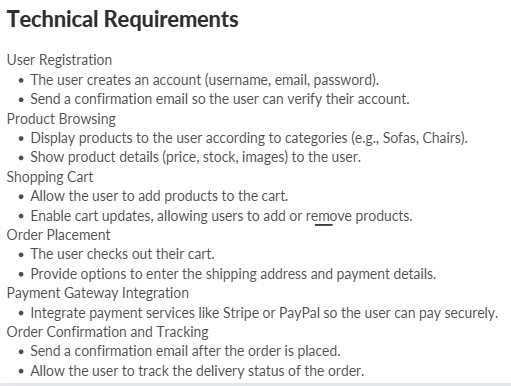 Technical Requirements
User Registration
• The user creates an account (username, email, password).
• Send a confirmation email so the user can verify their account.
Product Browsing
• Display products to the user according to categories (e.g., Sofas, Chairs).
• Show product details (price, stock, images) to the user.
Shopping Cart
• Allow the user to add products to the cart.
• Enable cart updates, allowing users to add or remove products.
Order Placement
• The user checks out their cart.
• Provide options to enter the shipping address and payment details.
Payment Gateway Integration
• Integrate payment services like Stripe or PayPal so the user can pay securely.
Order Confirmation and Tracking
• Send a confirmation email after the order is placed.
• Allow the user to track the delivery status of the order.